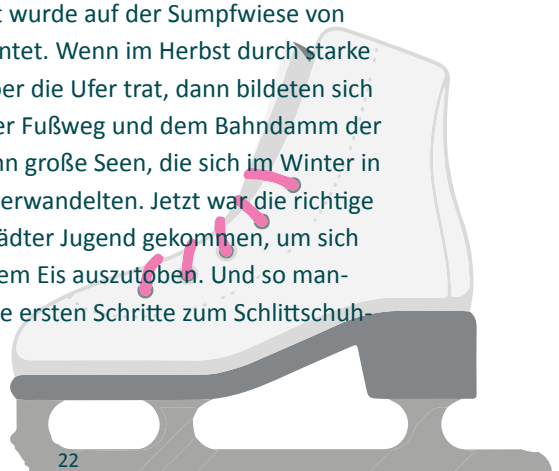 t wurde auf der Sumpfwiese von
ntet. Wenn im Herbst durch starke
ber die Ufer trat, dann bildeten sich
er Fußweg und dem Bahndamm der
nn große Seen, die sich im Winter in
erwandelten. Jetzt war die richtige
ädter Jugend gekommen, um sich
dem Eis auszutoben. Und so man-
e ersten Schritte zum Schlittschuh-
22